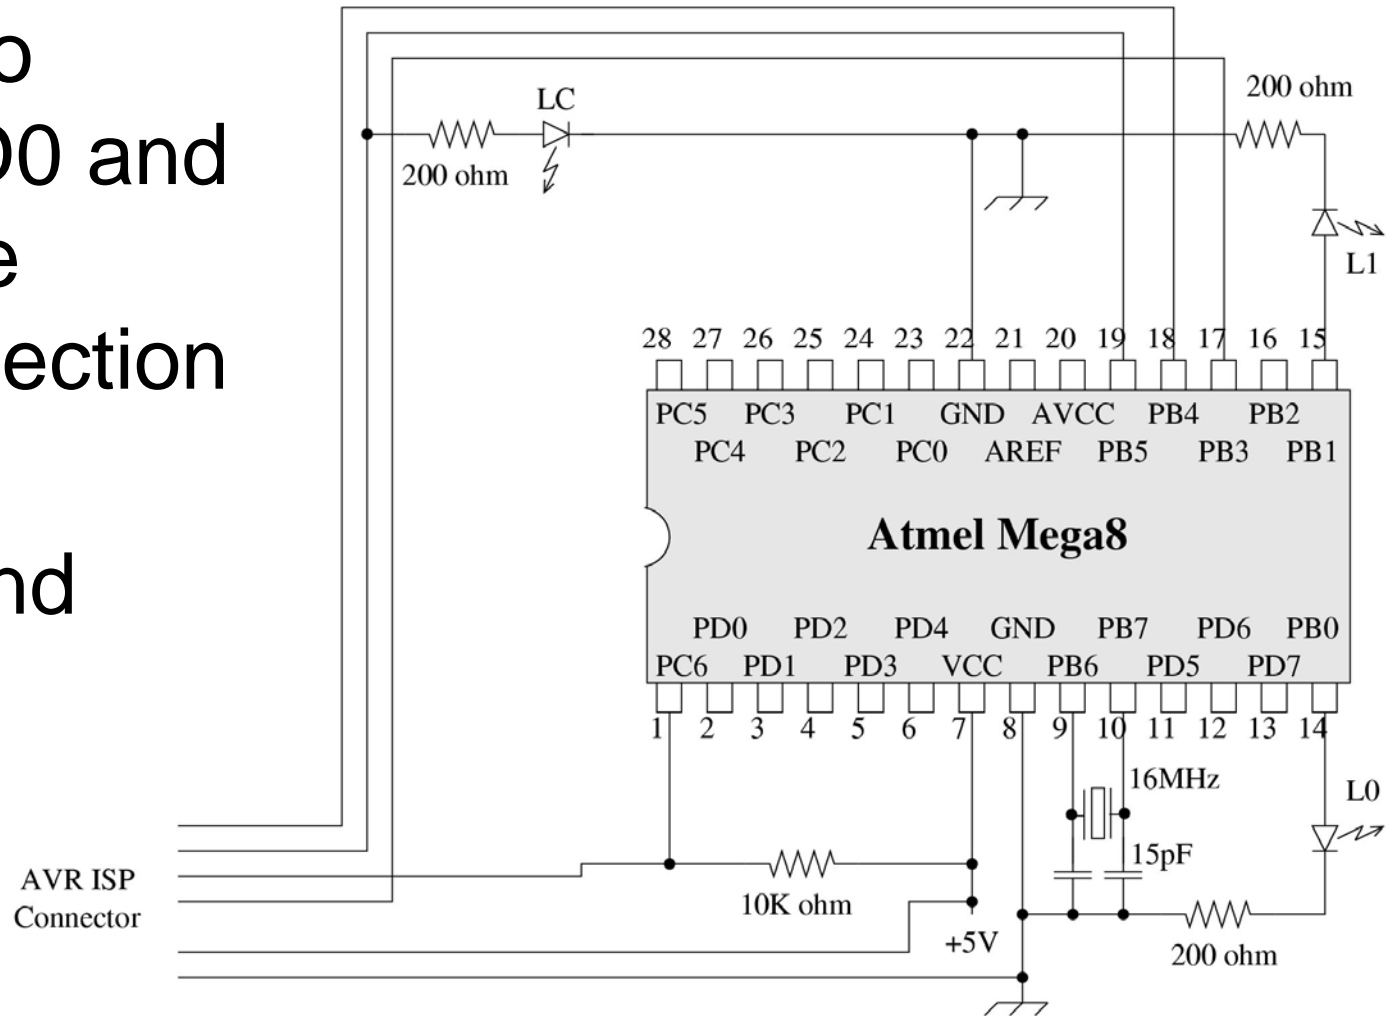 o
00 and
e
ection
nd
LC
200 ohm
200 ohm
L1
28 27 26 25 24 23 22 21 20 19 18 17 16 15
PC5 PC3 PC1 GND AVCC PB4 PB2
PC4 PC2 PC0 AREF PB5 PB3 PB1
Atmel Mega8
PD0 PD2 PD4 GND PB7 PD6 PB0
PC6 PD1 PD3 VCC PB6 PD5 PD7
1 2 3 4 5 6 7 8 9 10 11 12 13 14
16MHz
L0
15pF
AVR ISP
Connector
10K ohm
+5V
200 ohm